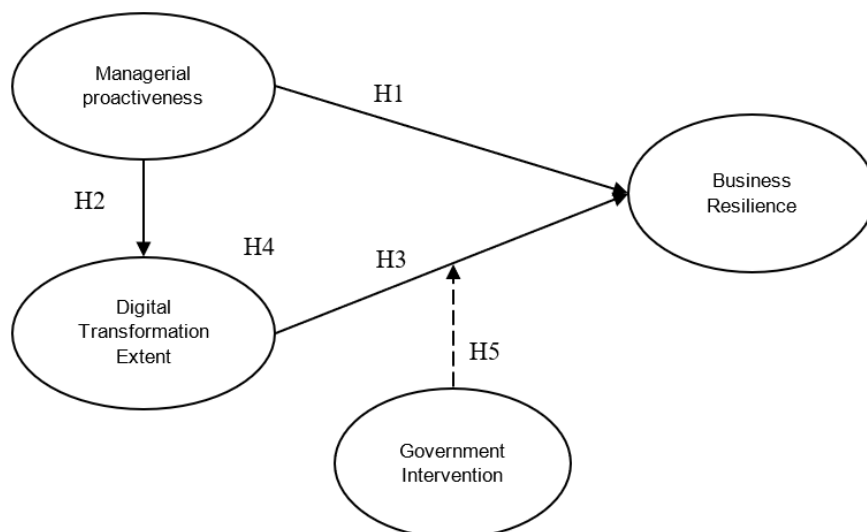 Managerial
proactiveness
H1
H2
Business
Resilience
H4
H3
Digital
Transformation
Extent
H5
Government
Intervention